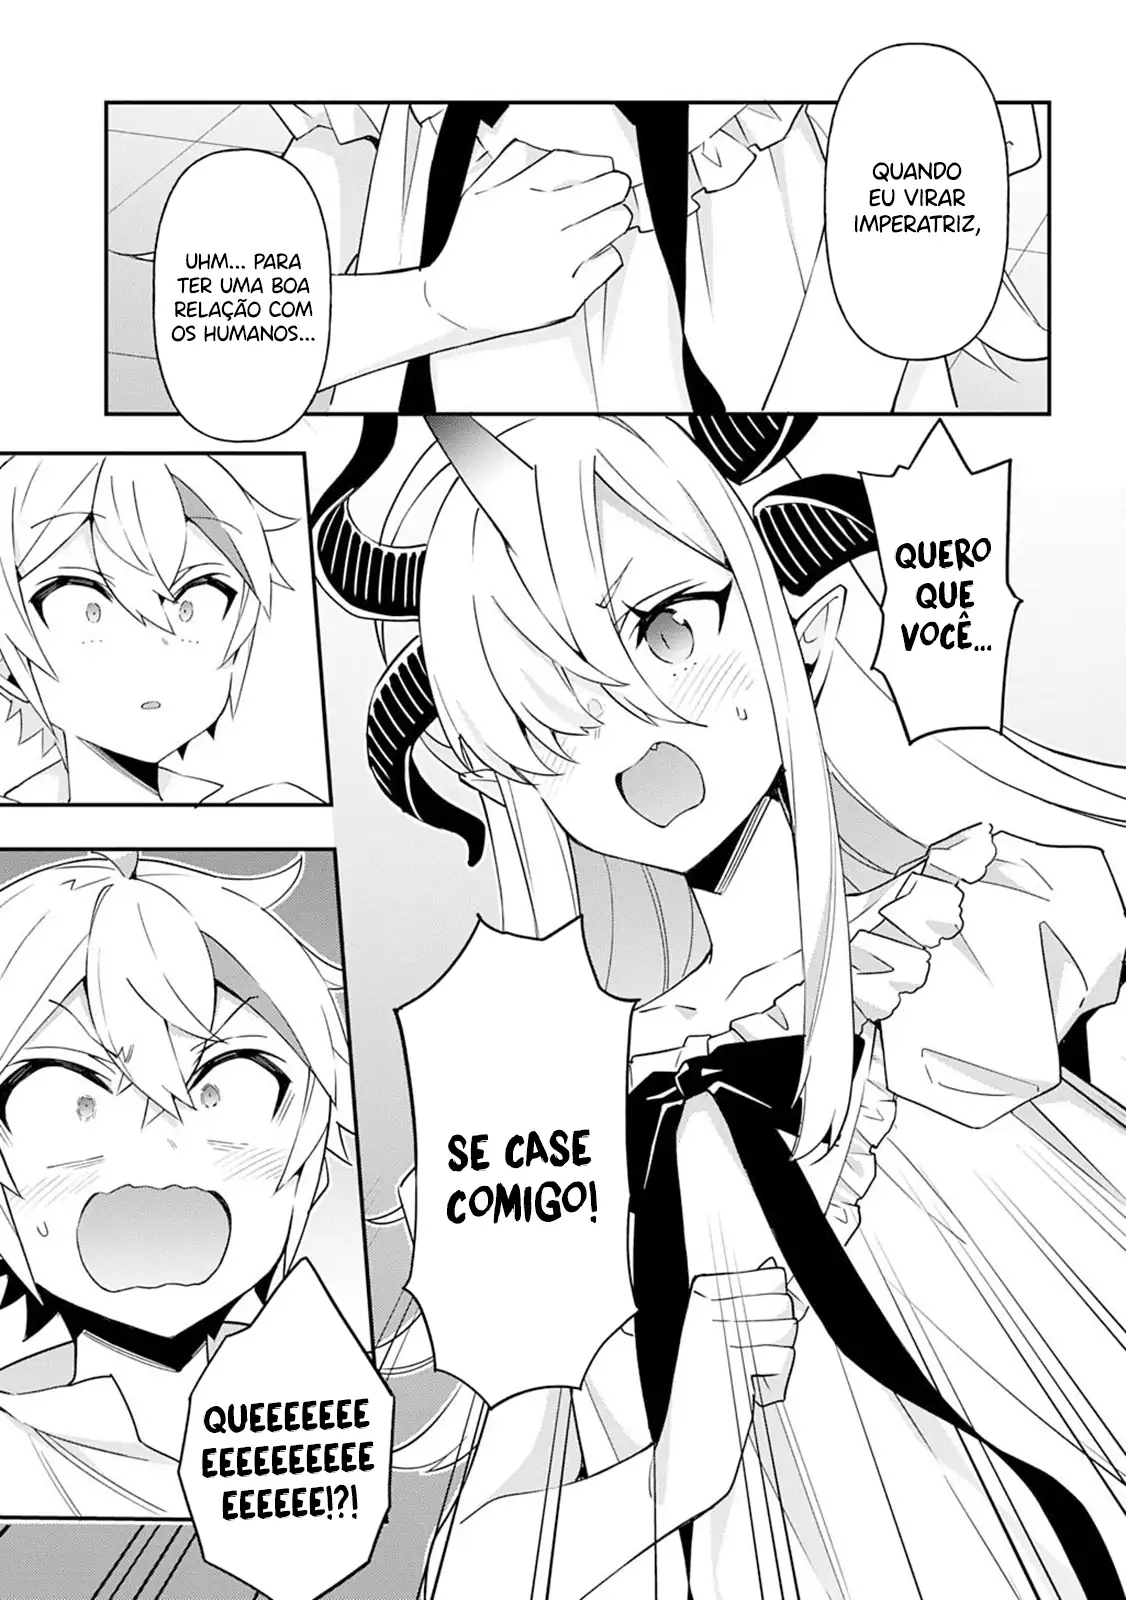 QUANDO
EU VIRAR
IMPERATRIZ,
UHM... PARA
TER UMA BOA
RELAÇÃO COM
OS HUMANOS...
QUERO
QUE
VOCÊ...
SE CASE
COMIGO!
QUEEEEEEE
EEEEEEEEEEE
EEEEEE!?!